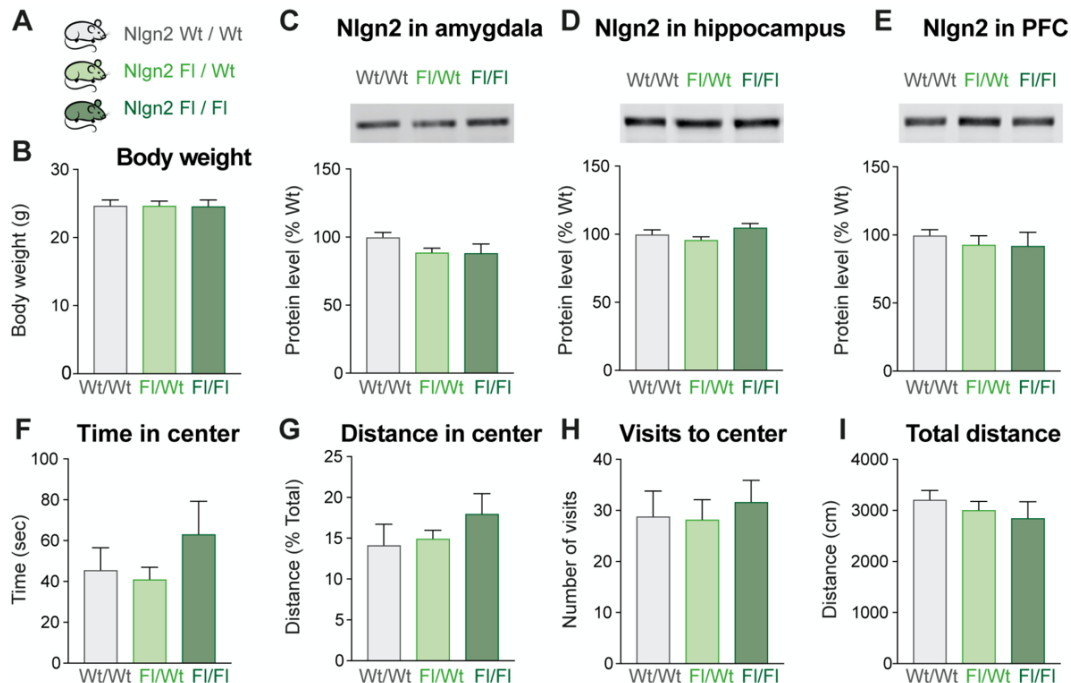 A
Nlgn2 Wt / Wt
Nlgn2 Fl / Wt
Nlgn2 Fl / Fl
B
Body weight
Body weight (g)
30
20
10
0
Wt/Wt Fl/Wt Fl/Fl
C
Nlgn2 in amygdala
Wt/Wt Fl/Wt Fl/Fl
Protein level (% Wt)
150
100
50
0
Wt/Wt Fl/Wt Fl/Fl
D
Nlgn2 in hippocampus
Wt/Wt Fl/Wt Fl/Fl
Protein level (% Wt)
150
100
50
0
Wt/Wt Fl/Wt Fl/Fl
E
Nlgn2 in PFC
Wt/Wt Fl/Wt Fl/Fl
Protein level (% Wt)
150
100
50
0
Wt/Wt Fl/Wt Fl/Fl
F
Time in center
Time (sec)
100
80
60
40
20
0
Wt/Wt Fl/Wt Fl/Fl
G
Distance in center
Distance (% Total)
25
20
15
10
5
0
Wt/Wt Fl/Wt Fl/Fl
H
Visits to center
Number of visits
40
30
20
10
0
Wt/Wt Fl/Wt Fl/Fl
I
Total distance
Distance (cm)
4000
3000
2000
1000
0
Wt/Wt Fl/Wt Fl/Fl